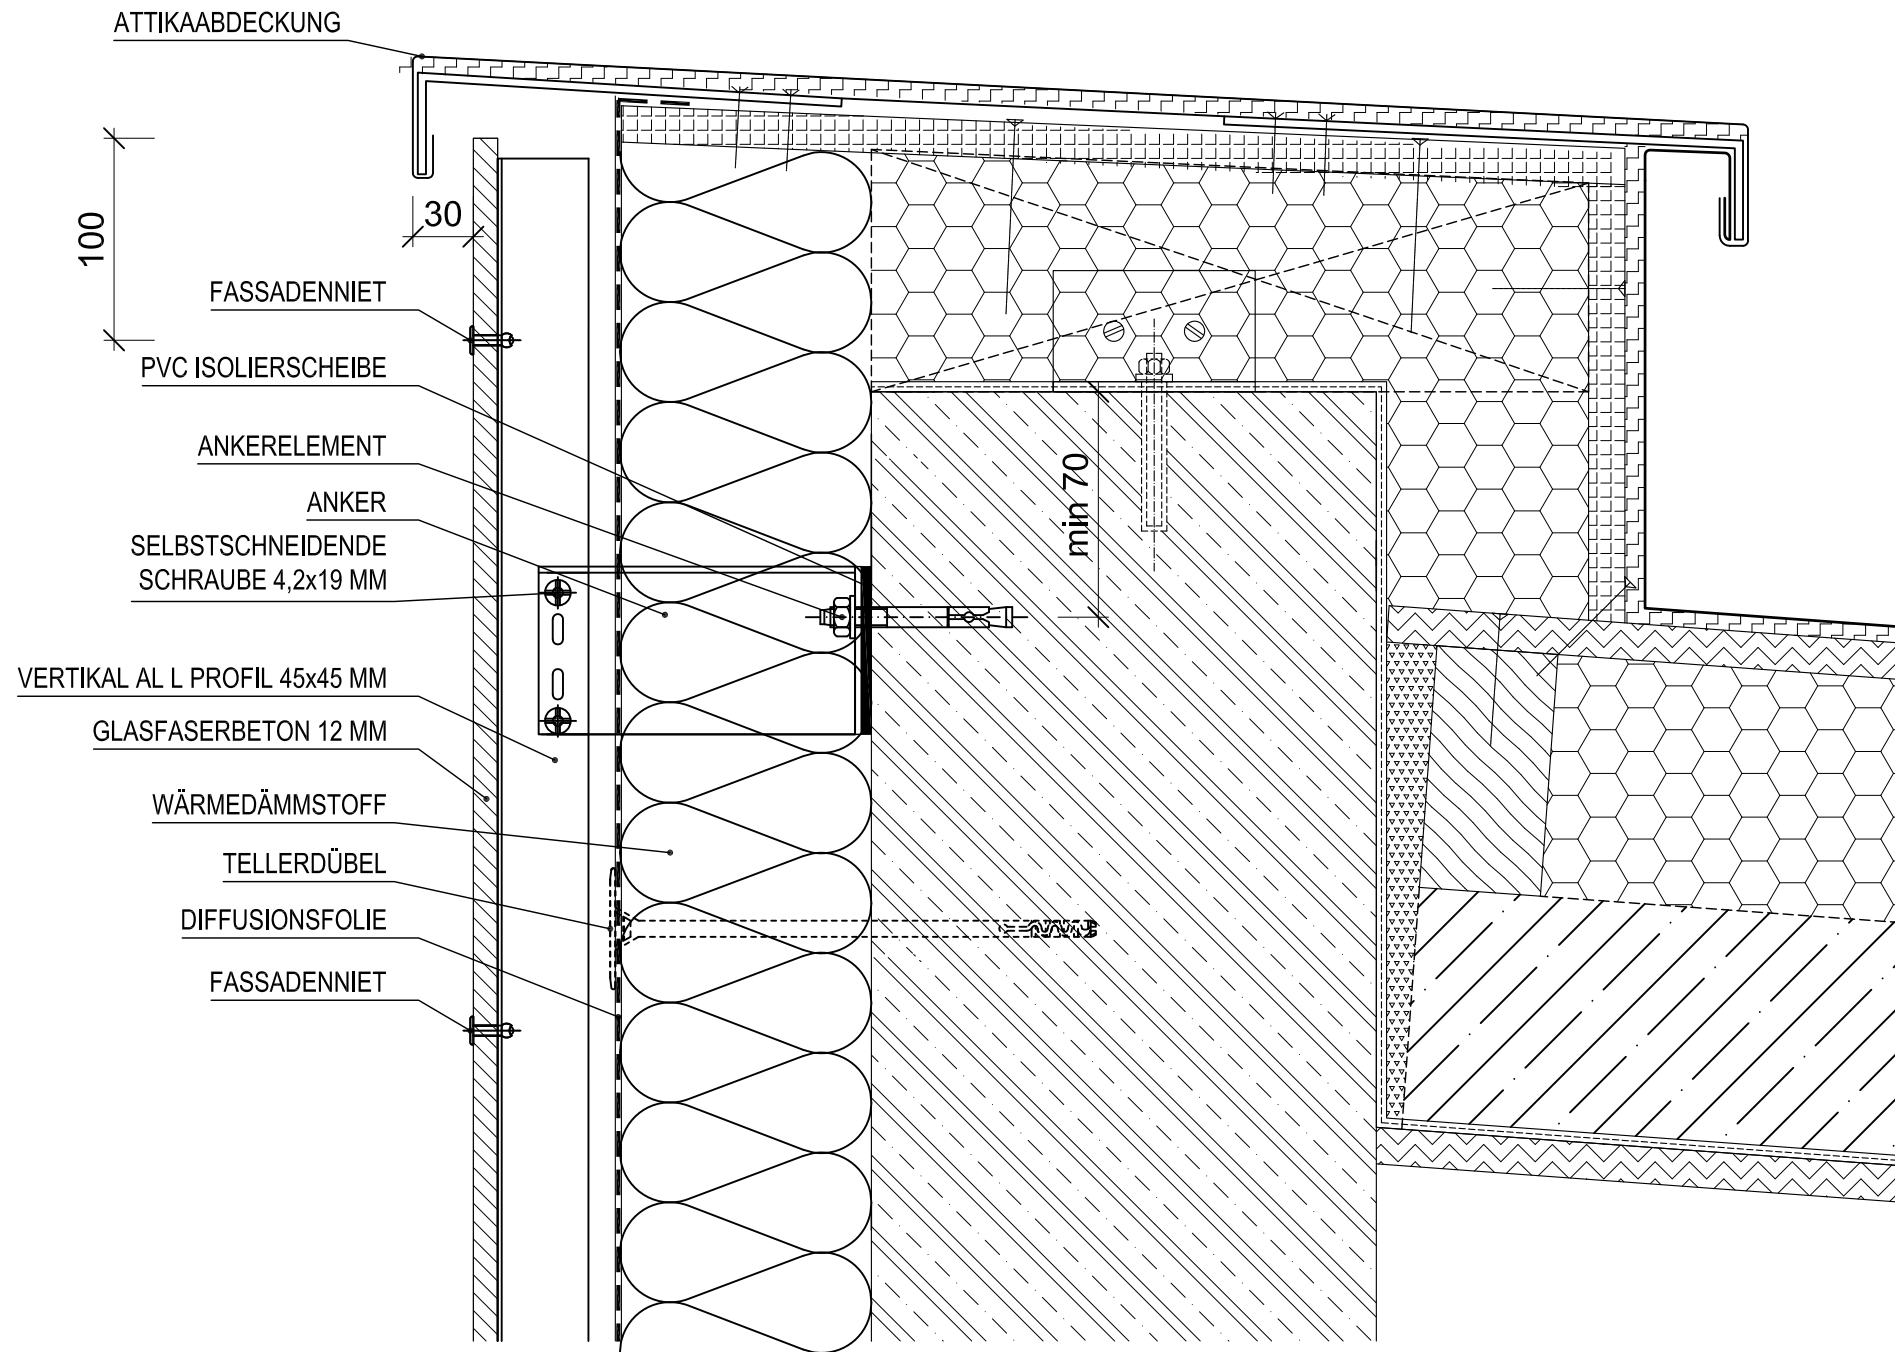 ATTIKAABDECKUNG
100
30
FASSADENNIET
PVC ISOLIERSCHEIBE
ANKERELEMENT
min 70
ANKER
SELBSTSCHNEIDENDE
SCHRAUBE 4,2x19 MM
VERTIKAL AL L PROFIL 45x45 MM
GLASFASERBETON 12 MM
WÄRMEDÄMMSTOFF
TELLERDÜBEL
DIFFUSIONSFOLIE
FASSADENNIET